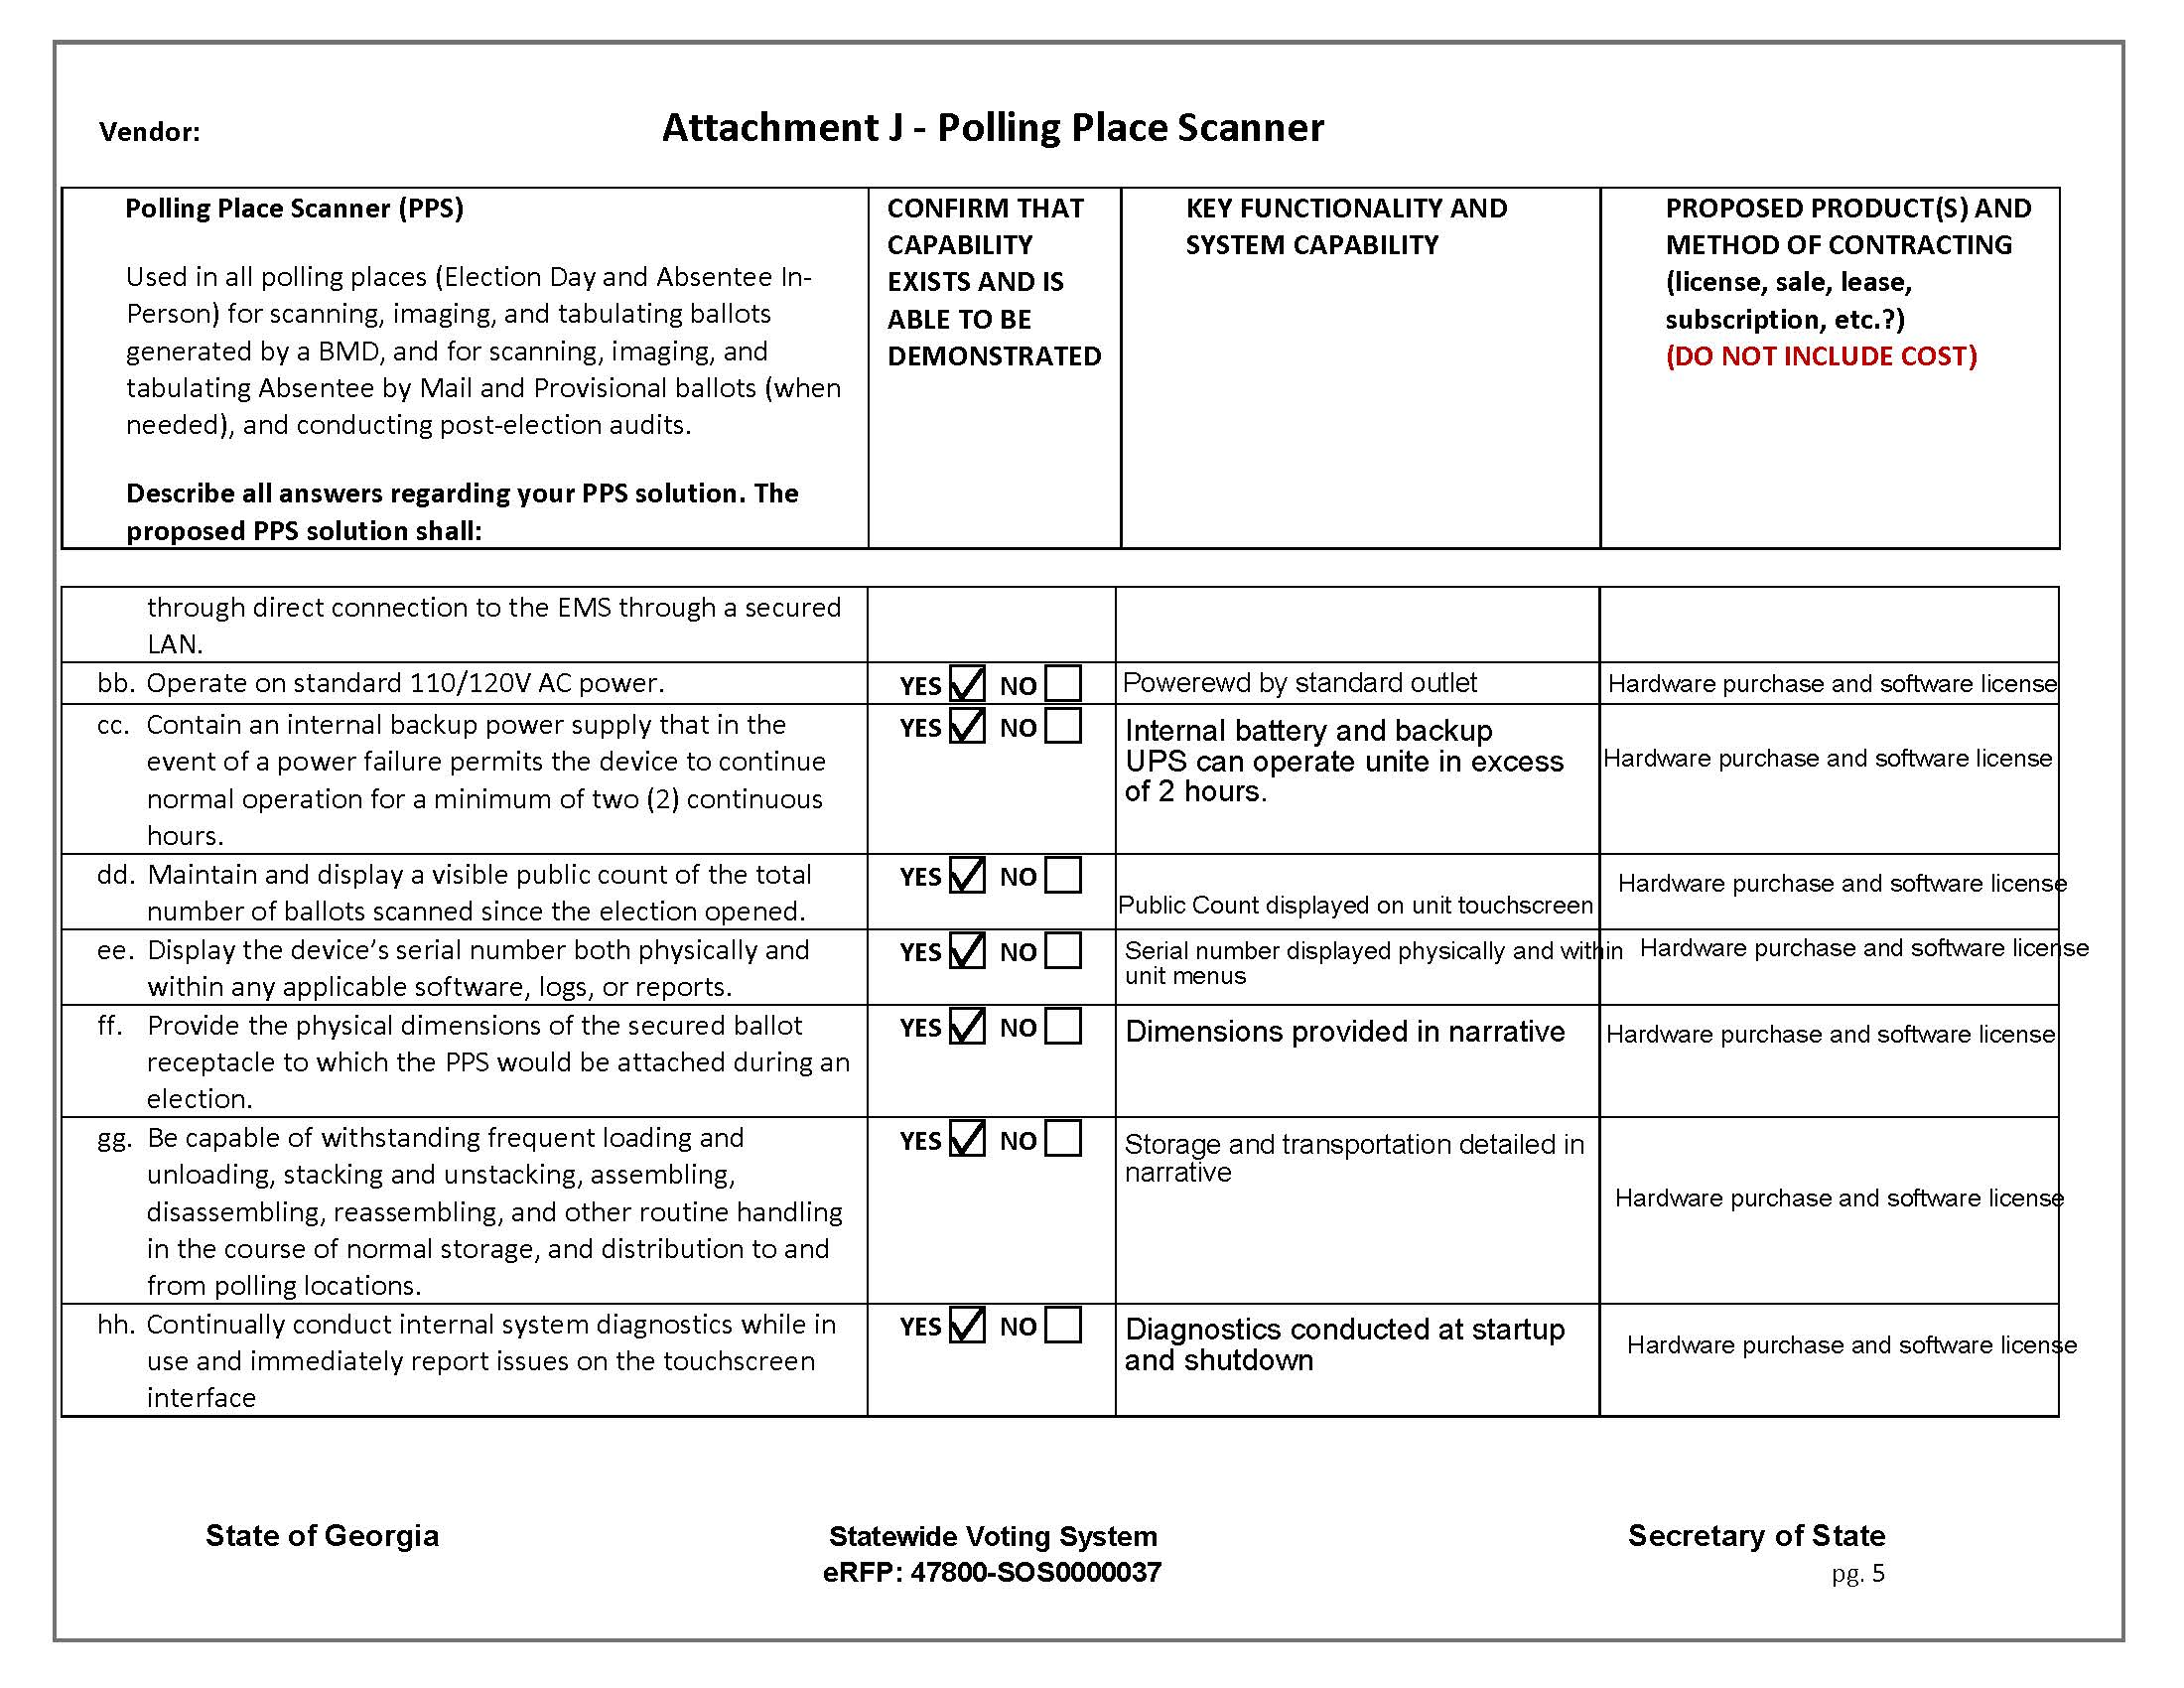 Vendor:
Attachment J - Polling Place Scanner
Polling Place Scanner (PPS)
Used in all polling places (Election Day and Absentee In-
Person) for scanning, imaging, and tabulating ballots
generated by a BMD, and for scanning, imaging, and
tabulating Absentee by Mail and Provisional ballots (when
needed), and conducting post-election audits.
Describe all answers regarding your PPS solution. The
proposed PPS solution shall:
CONFIRM THAT
CAPABILITY
EXISTS AND IS
ABLE TO BE
DEMONSTRATED
KEY FUNCTIONALITY AND
SYSTEM CAPABILITY
PROPOSED PRODUCT(S) AND
METHOD OF CONTRACTING
(license, sale, lease,
subscription, etc.?)
(DO NOT INCLUDE COST)
through direct connection to the EMS through a secured
LAN.
bb. Operate on standard 110/120V AC power.
YES NO
Powerewd by standard outlet
Hardware purchase and software license
cc. Contain an internal backup power supply that in the
event of a power failure permits the device to continue
normal operation for a minimum of two (2) continuous
hours.
YES NO
Internal battery and backup
UPS can operate unite in excess
of 2 hours.
Hardware purchase and software license
dd. Maintain and display a visible public count of the total
number of ballots scanned since the election opened.
YES NO
Public Count displayed on unit touchscreen
Hardware purchase and software license
ee. Display the device’s serial number both physically and
within any applicable software, logs, or reports.
YES NO
Serial number displayed physically and within
unit menus
Hardware purchase and software license
ff. Provide the physical dimensions of the secured ballot
receptacle to which the PPS would be attached during an
election.
YES NO
Dimensions provided in narrative
Hardware purchase and software license
gg. Be capable of withstanding frequent loading and
unloading, stacking and unstacking, assembling,
disassembling, reassembling, and other routine handling
in the course of normal storage, and distribution to and
from polling locations.
YES NO
Storage and transportation detailed in
narrative
Hardware purchase and software license
hh. Continually conduct internal system diagnostics while in
use and immediately report issues on the touchscreen
interface
YES NO
Diagnostics conducted at startup
and shutdown
Hardware purchase and software license
State of Georgia
Statewide Voting System
eRFP: 47800-SOS0000037
Secretary of State
pg. 5